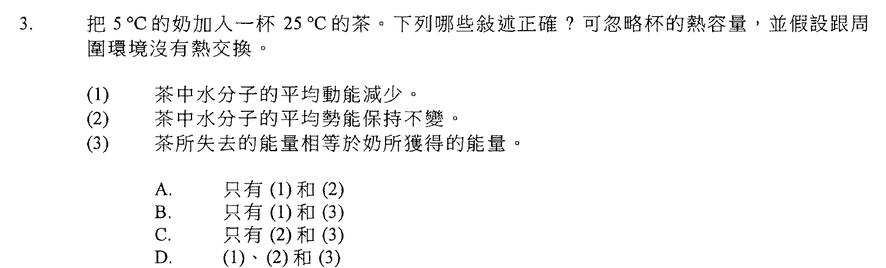 3. 把 5 °C 的奶加入一杯 25 °C 的茶。下列哪些敍述正確？可忽略杯的熱容量，並假設跟周
圍環境沒有熱交換。
(1) 茶中水分子的平均動能減少。
(2) 茶中水分子的平均勢能保持不變。
(3) 茶所失去的能量相等於奶所獲得的能量。
A. 只有 (1) 和 (2)
B. 只有 (1) 和 (3)
C. 只有 (2) 和 (3)
D. (1)、(2) 和 (3)